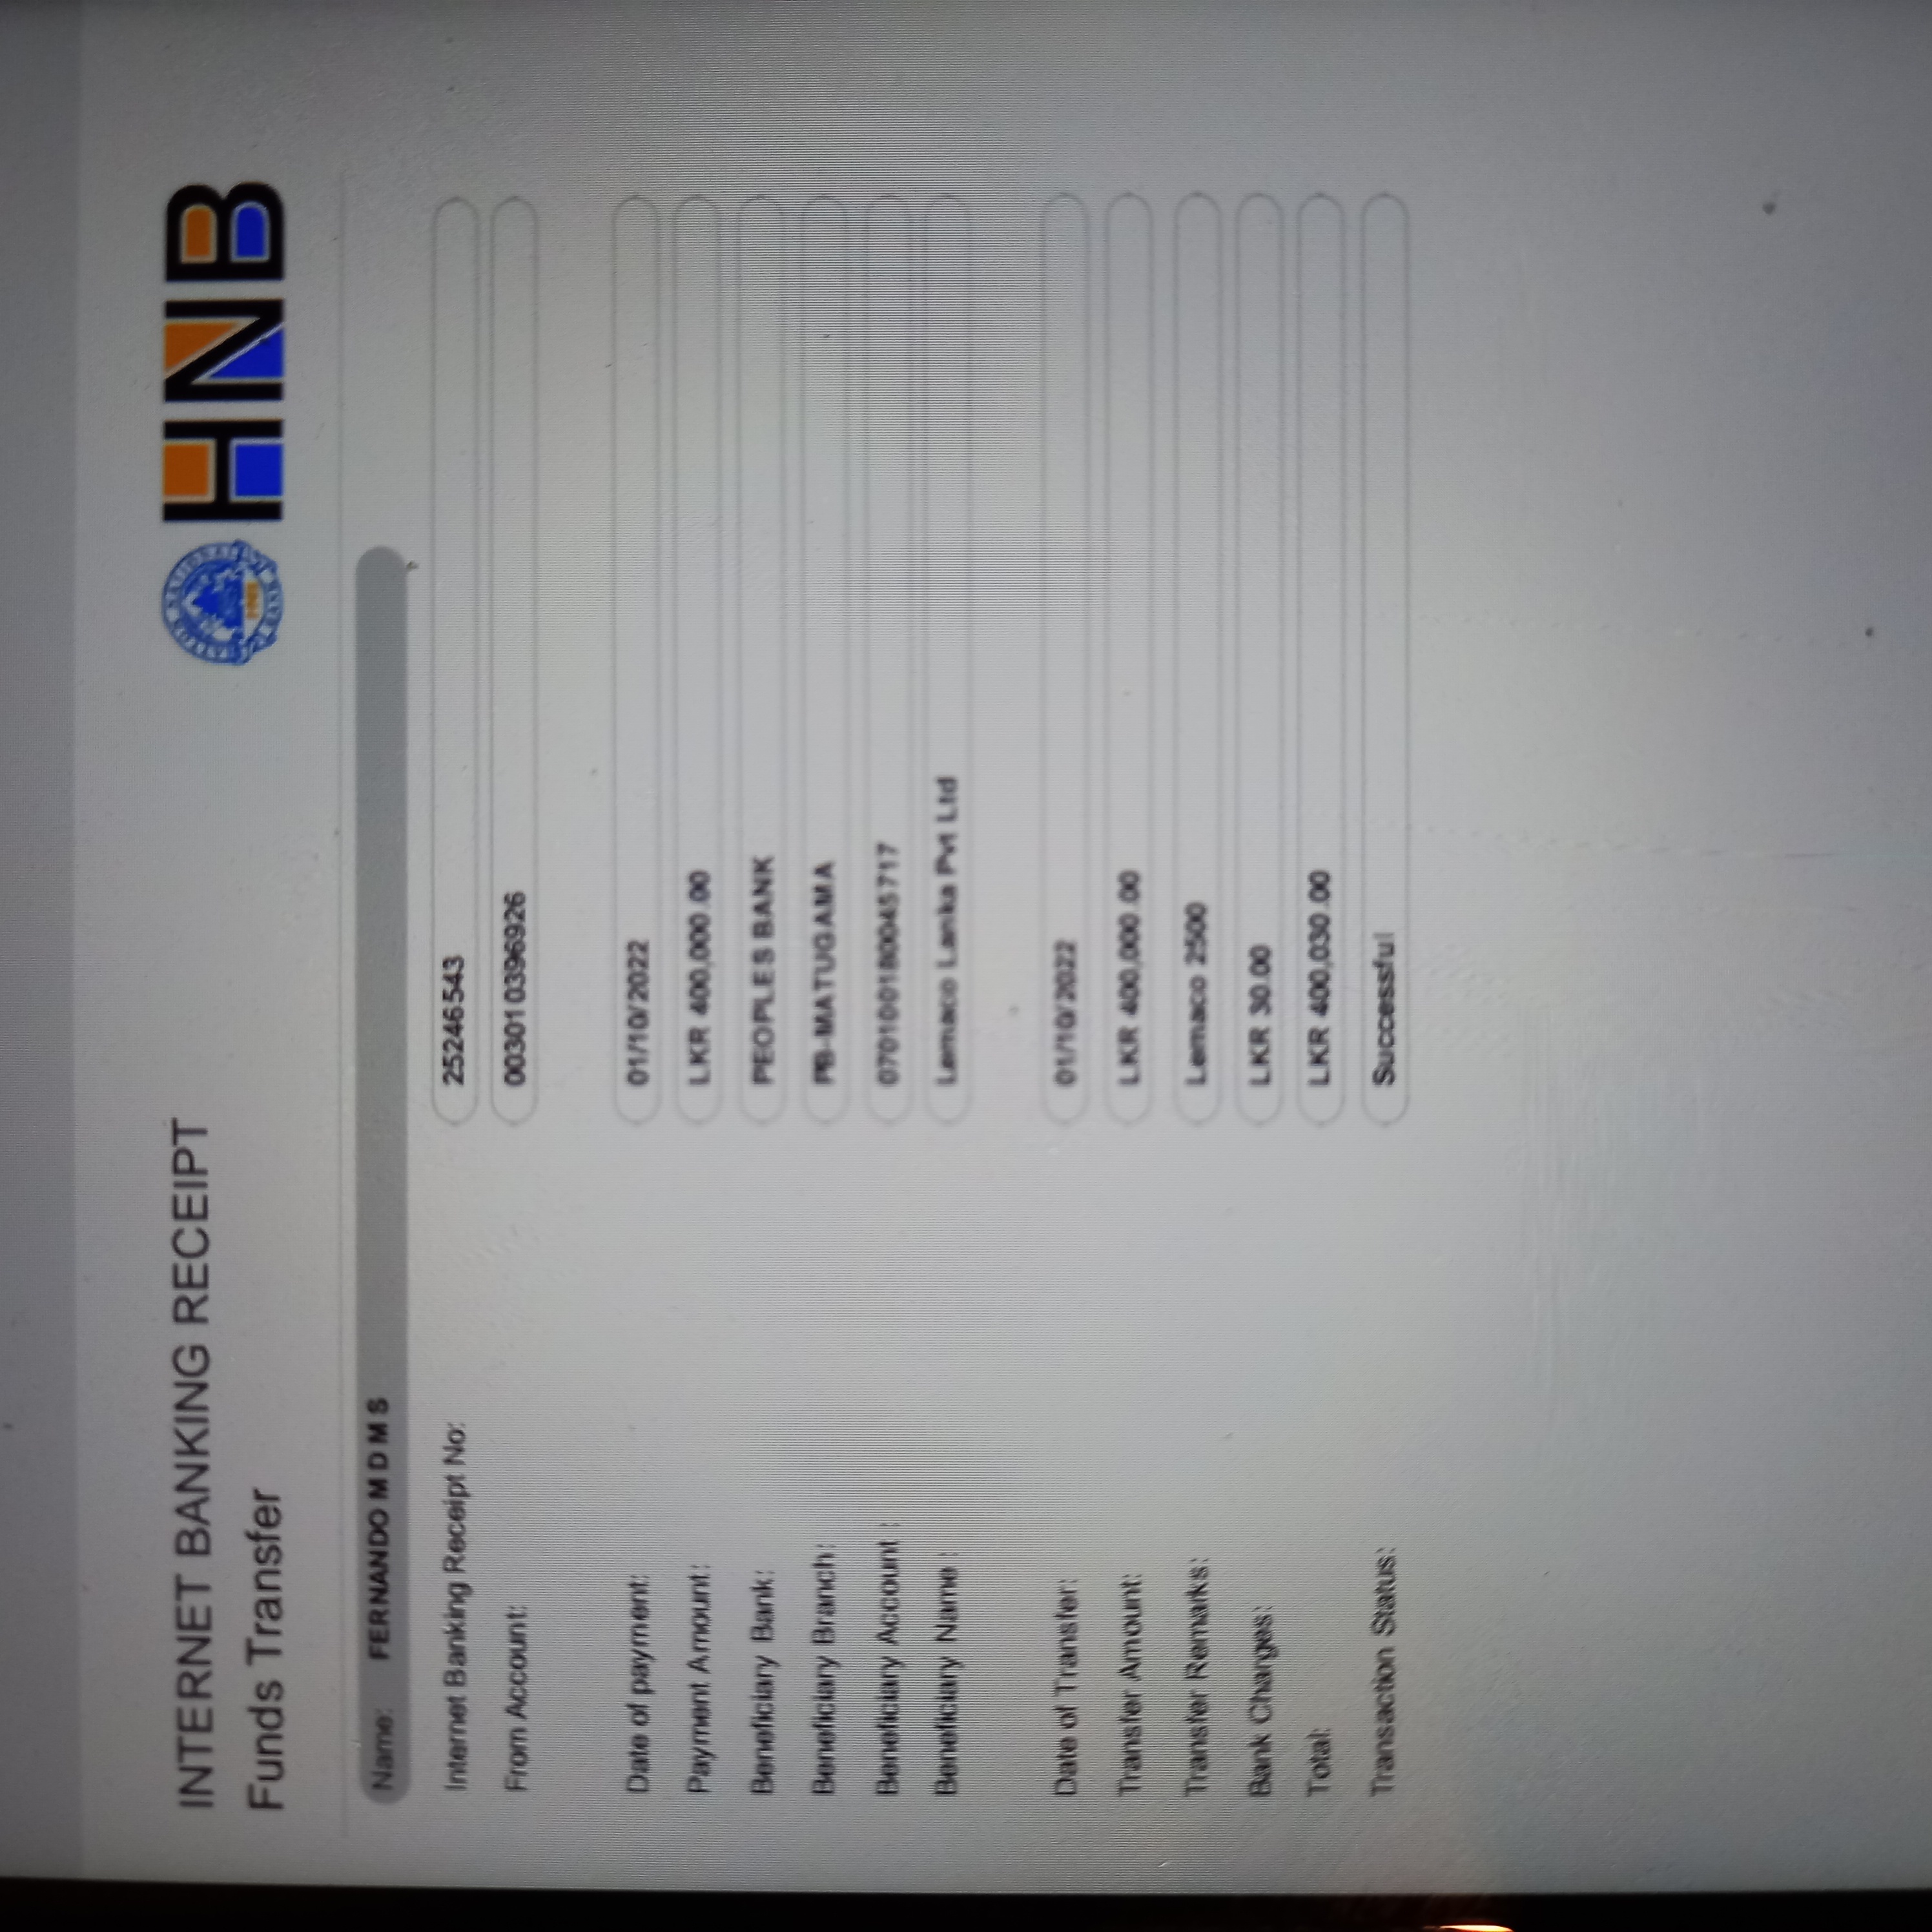 INTERNET BANKING RECEIPT
Funds Transfer
HNB
Name: FERNANDO M D M S
Internet Banking Receipt No: 25246543
From Account: 003010396926
Date of payment: 01/10/2022
Payment Amount: LKR 400,000.00
Beneficiary Bank: PEOPLES BANK
Beneficiary Branch: PB-MATUGAMA
Beneficiary Account : 070100180045717
Beneficiary Name : Lemaco Lanka Pvt Ltd
Date of Transfer: 01/10/2022
Transfer Amount: LKR 400,000.00
Transfer Remarks: Lemaco 2500
Bank Charges: LKR 30.00
Total: LKR 400,030.00
Transaction Status: Successful